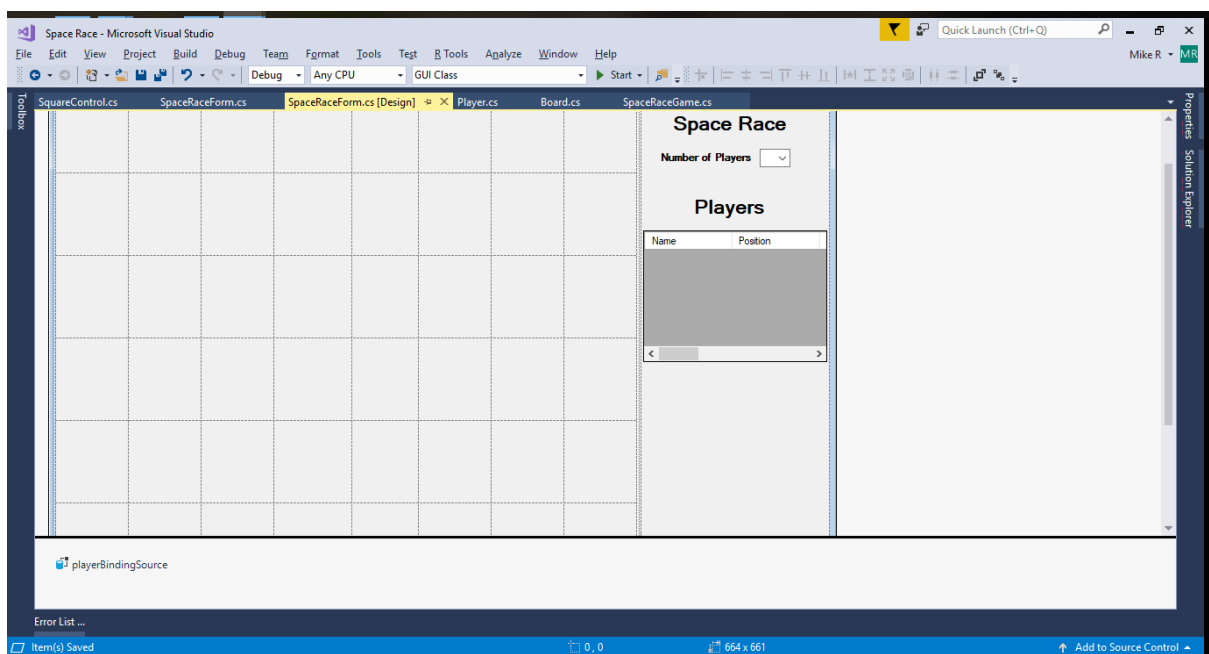 Space Race - Microsoft Visual Studio
Quick Launch (Ctrl+Q)
File Edit View Project Build Debug Team Format Tools Test R Tools Analyze Window Help
Mike R MR
Debug Any CPU GUI Class Start
SquareControl.cs SpaceRaceForm.cs SpaceRaceForm.cs [Design] Player.cs Board.cs SpaceRaceGame.cs
Toolbox
Properties
Solution Explorer
Space Race
Number of Players
Players
Name Position
playerBindingSource
Error List ...
Item(s) Saved 0 , 0 664 x 661 Add to Source Control